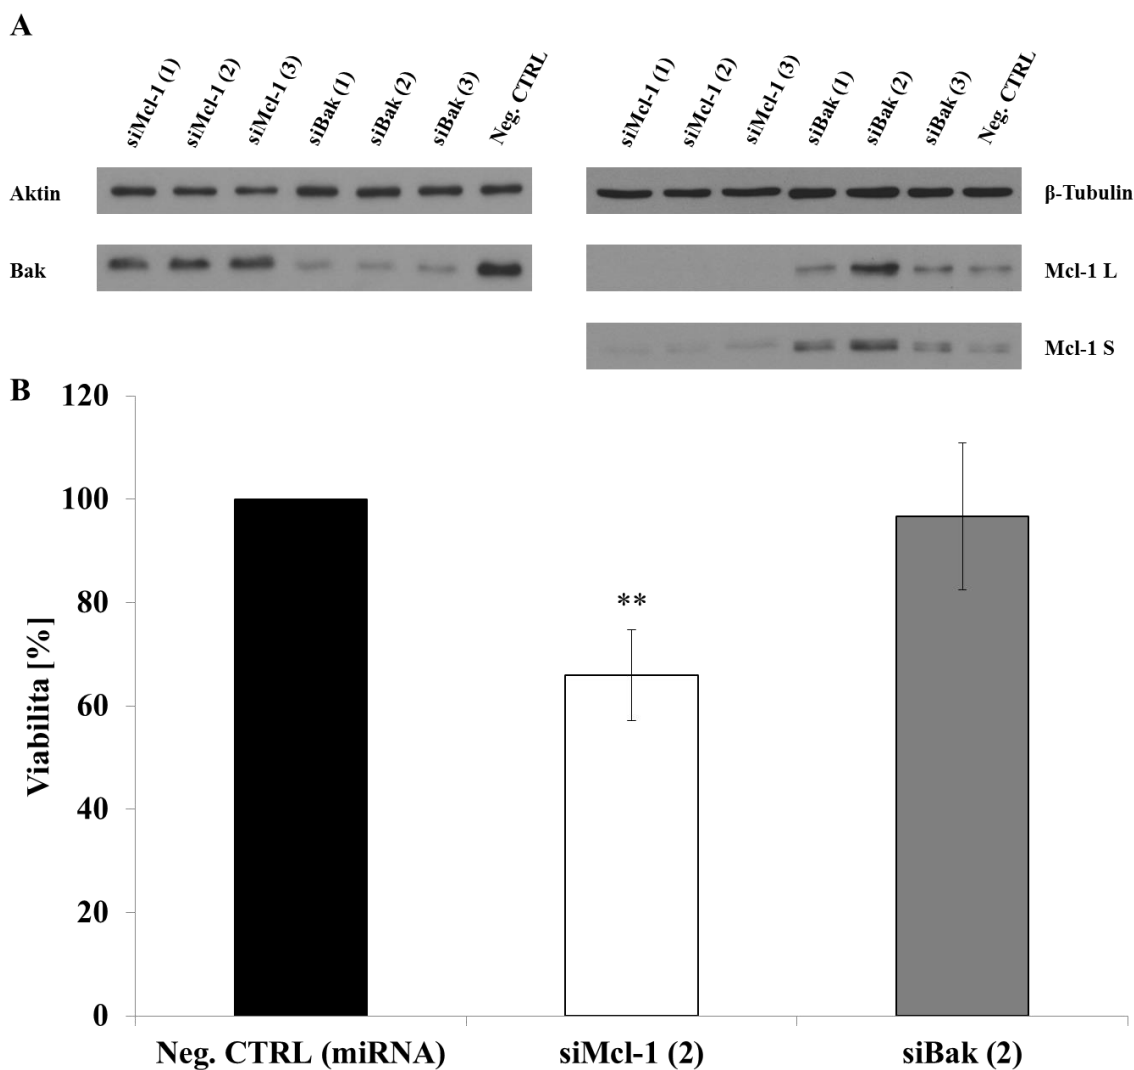 A
siMcl-1 (1) siMcl-1 (2) siMcl-1 (3) siBak (1) siBak (2) siBak (3) Neg. CTRL
siMcl-1 (1) siMcl-1 (2) siMcl-1 (3) siBak (1) siBak (2) siBak (3) Neg. CTRL
Aktin
β-Tubulin
Bak
Mcl-1 L
Mcl-1 S
B
120
100
80
60
40
20
0
Viabilita [%]
**
Neg. CTRL (miRNA) siMcl-1 (2) siBak (2)